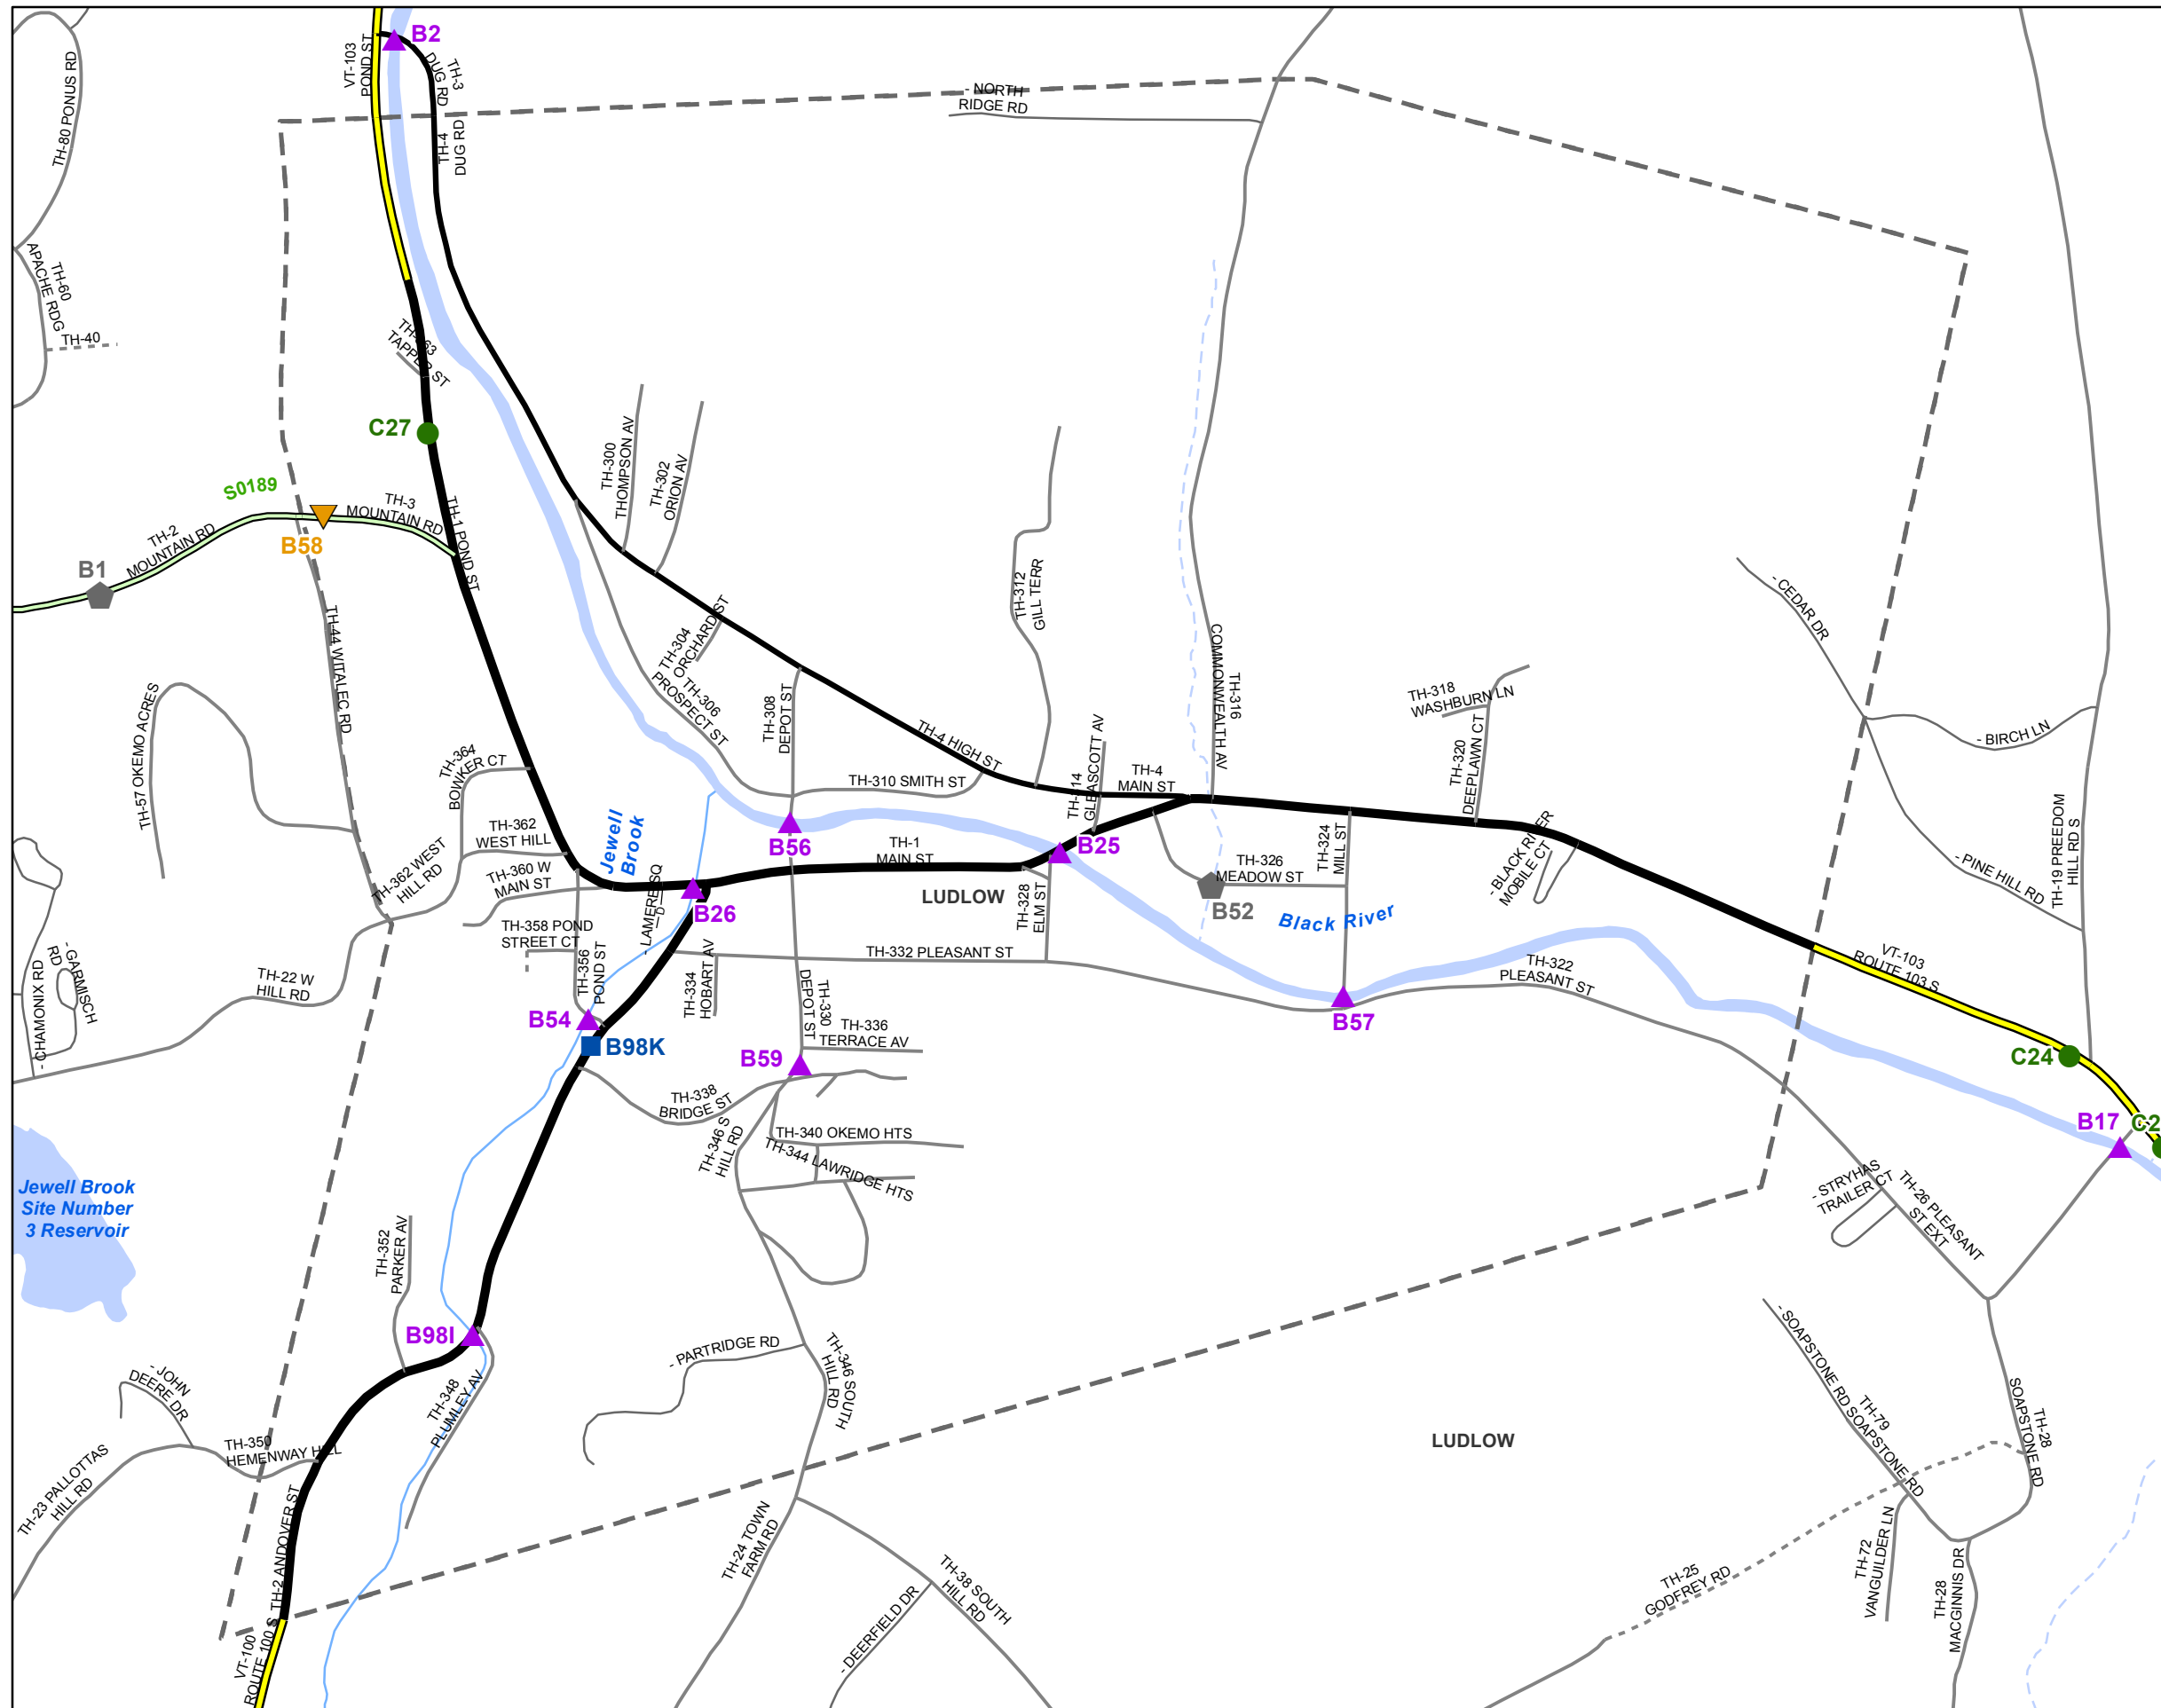 B2
VT-103
POND ST
TH-3
DUG RD
TH-4
DUG RD
- NORTH
RIDGE RD
TH-80 PONUS RD
TH-60
APACHE RDG
TH-40
TH-363
TAPPER ST
C27
S0189
TH-3
MOUNTAIN RD
TH-2
MOUNTAIN RD
B58
B1
TH-1 POND ST
TH-300
THOMPSON AV
TH-302
ORION AV
TH-304
ORCHARD ST
TH-306
PROSPECT ST
TH-308
DEPOT ST
TH-312
GILL TERR
TH-44 WITALEC RD
TH-57 OKEMO ACRES
TH-4 HIGH ST
TH-310 SMITH ST
TH-314
GLEASCOTT AV
TH-4
MAIN ST
TH-316
COMMONWEALTH AV
TH-318
WASHBURN LN
TH-320
DEEPLAWN CT
- CEDAR DR
- BIRCH LN
- PINE HILL RD
TH-19 PREEDOM
HILL RD S
TH-364
BOWKER CT
TH-362
WEST HILL
TH-362 WEST
HILL RD
TH-360 W
MAIN ST
Jewell
Brook
B56
TH-1
MAIN ST
B25
TH-324
MILL ST
TH-326
MEADOW ST
- BLACK RIVER
MOBILE CT
B52
LUDLOW
TH-328
ELM ST
Black River
B26
- LAMERE SQ
D
TH-358 POND
STREET CT
TH-356
POND ST
TH-332 PLEASANT ST
TH-334
HOBART AV
TH-330
DEPOT ST
TH-322
PLEASANT ST
VT-103
ROUTE 103 S
TH-22 W
HILL RD
- GARMISCH
RD
- CHAMONIX RD
B54
B98K
B59
TH-336
TERRACE AV
B57
C24
B17
C2
TH-338
BRIDGE ST
TH-346 S
HILL RD
TH-340 OKEMO HTS
TH-344 LAWRIDGE HTS
Jewell Brook
Site Number
3 Reservoir
- STRYHAS
TRAILER CT
TH-26 PLEASANT
ST EXT
TH-352
PARKER AV
B98I
- PARTRIDGE RD
TH-346 SOUTH
HILL RD
TH-348
PLUMLEY AV
- JOHN
DEERE DR
TH-350
HEMENWAY HILL
TH-23 PALLOTTAS
HILL RD
TH-2 ANDOVER ST
VT-100
ROUTE 100 S
LUDLOW
- SOAPSTONE RD
TH-79
SOAPSTONE RD
TH-28
SOAPSTONE RD
TH-24 TOWN
FARM RD
TH-38 SOUTH
HILL RD
- DEERFIELD DR
TH-25
GODFREY RD
TH-72
VANGUILDER LN
TH-28
MACGINNIS DR